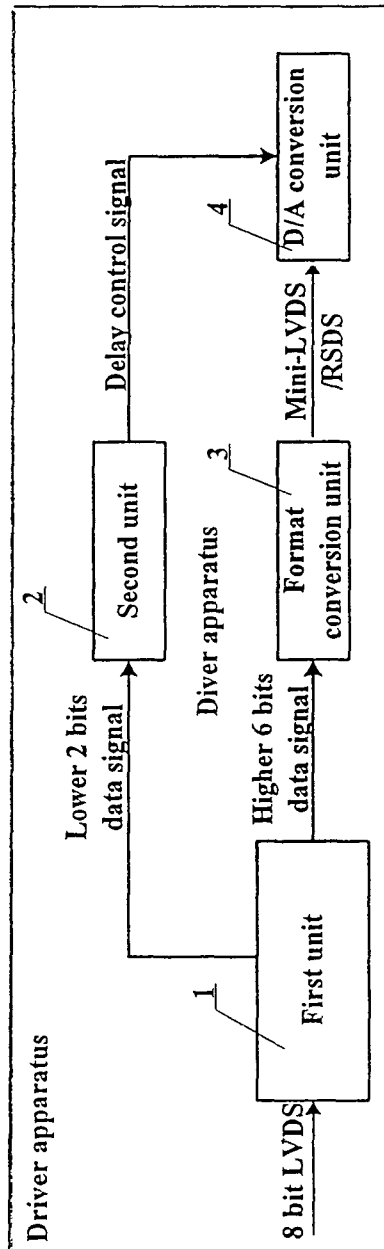 Driver apparatus
8 bit LVDS
1
First unit
Lower 2 bits
data signal
Higher 6 bits
data signal
2
Second unit
Diver apparatus
3
Format
conversion unit
Delay control signal
Mini-LVDS
/RSDS
4
D/A conversion
unit